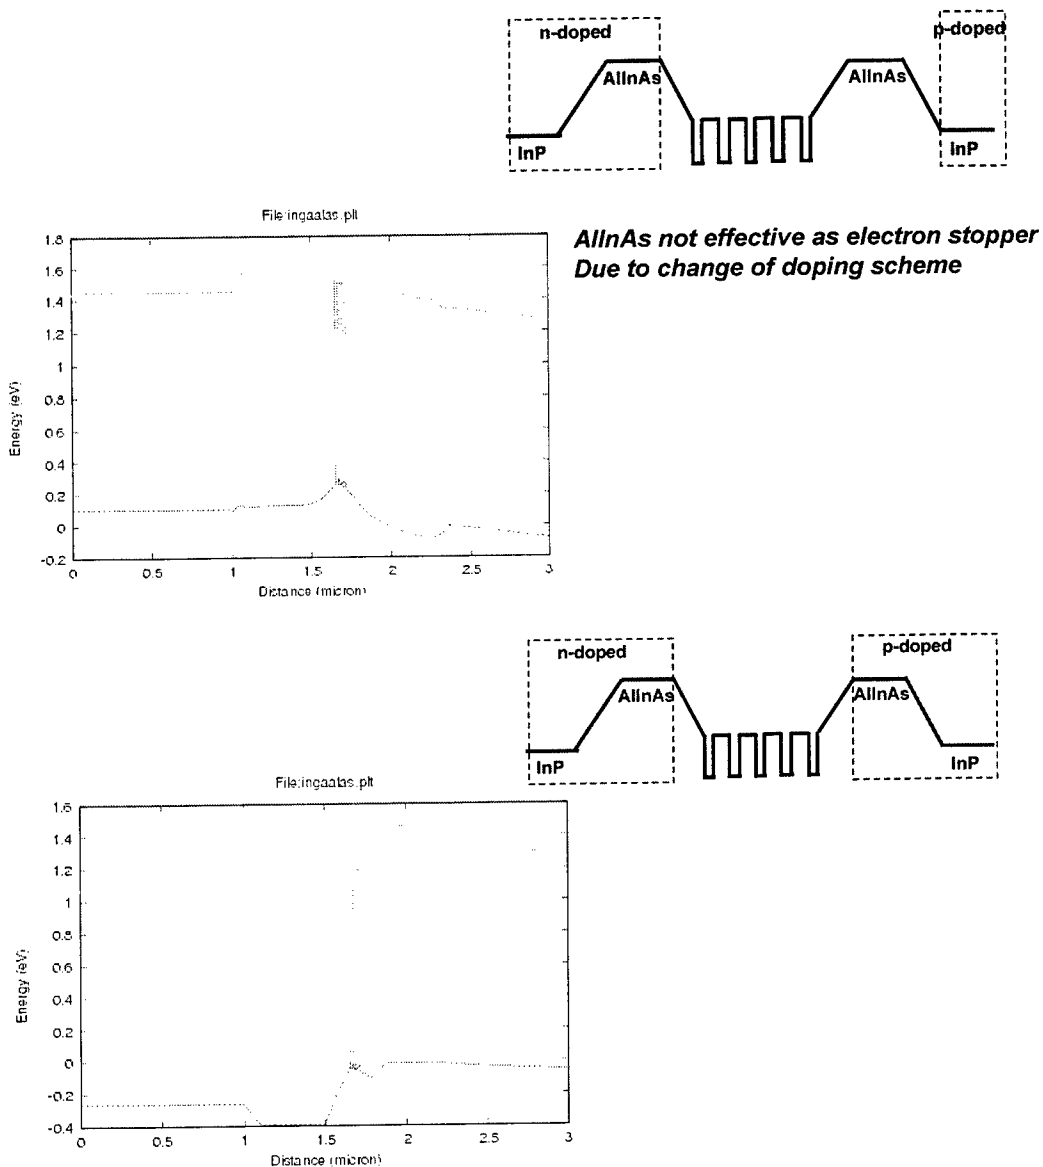 n-doped
p-doped
AlInAs
AlInAs
InP
InP
File:ingaalas.plt
AlInAs not effective as electron stopper
Due to change of doping scheme
1.8
1.6
1.4
1.2
1
0.8
0.6
0.4
0.2
0
-0.2
Energy (eV)
0
0.5
1
1.5
2
2.5
3
Distance (micron)
n-doped
p-doped
AlInAs
AlInAs
InP
InP
File:ingaalas.plt
1.6
1.4
1.2
1
0.8
0.6
0.4
0.2
0
-0.2
-0.4
Energy (eV)
0
0.5
1
1.5
2
2.5
3
Distance (micron)